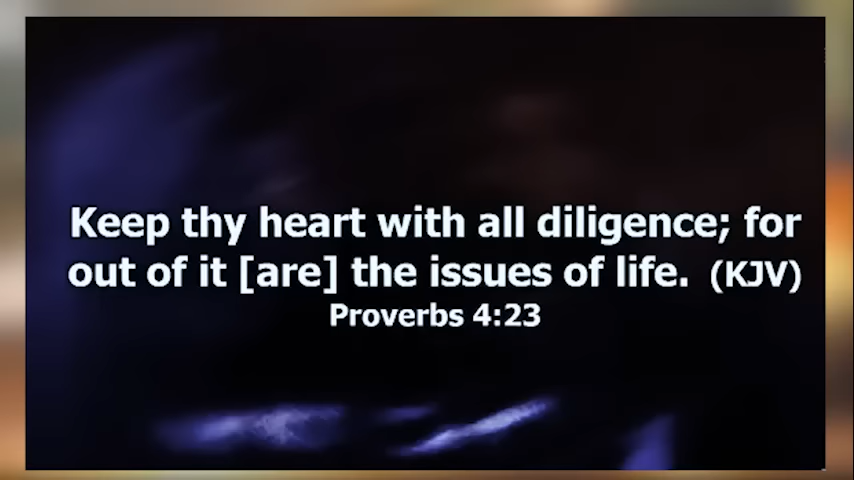 Keep thy heart with all diligence; for
out of it [are] the issues of life. (KJV)
Proverbs 4:23